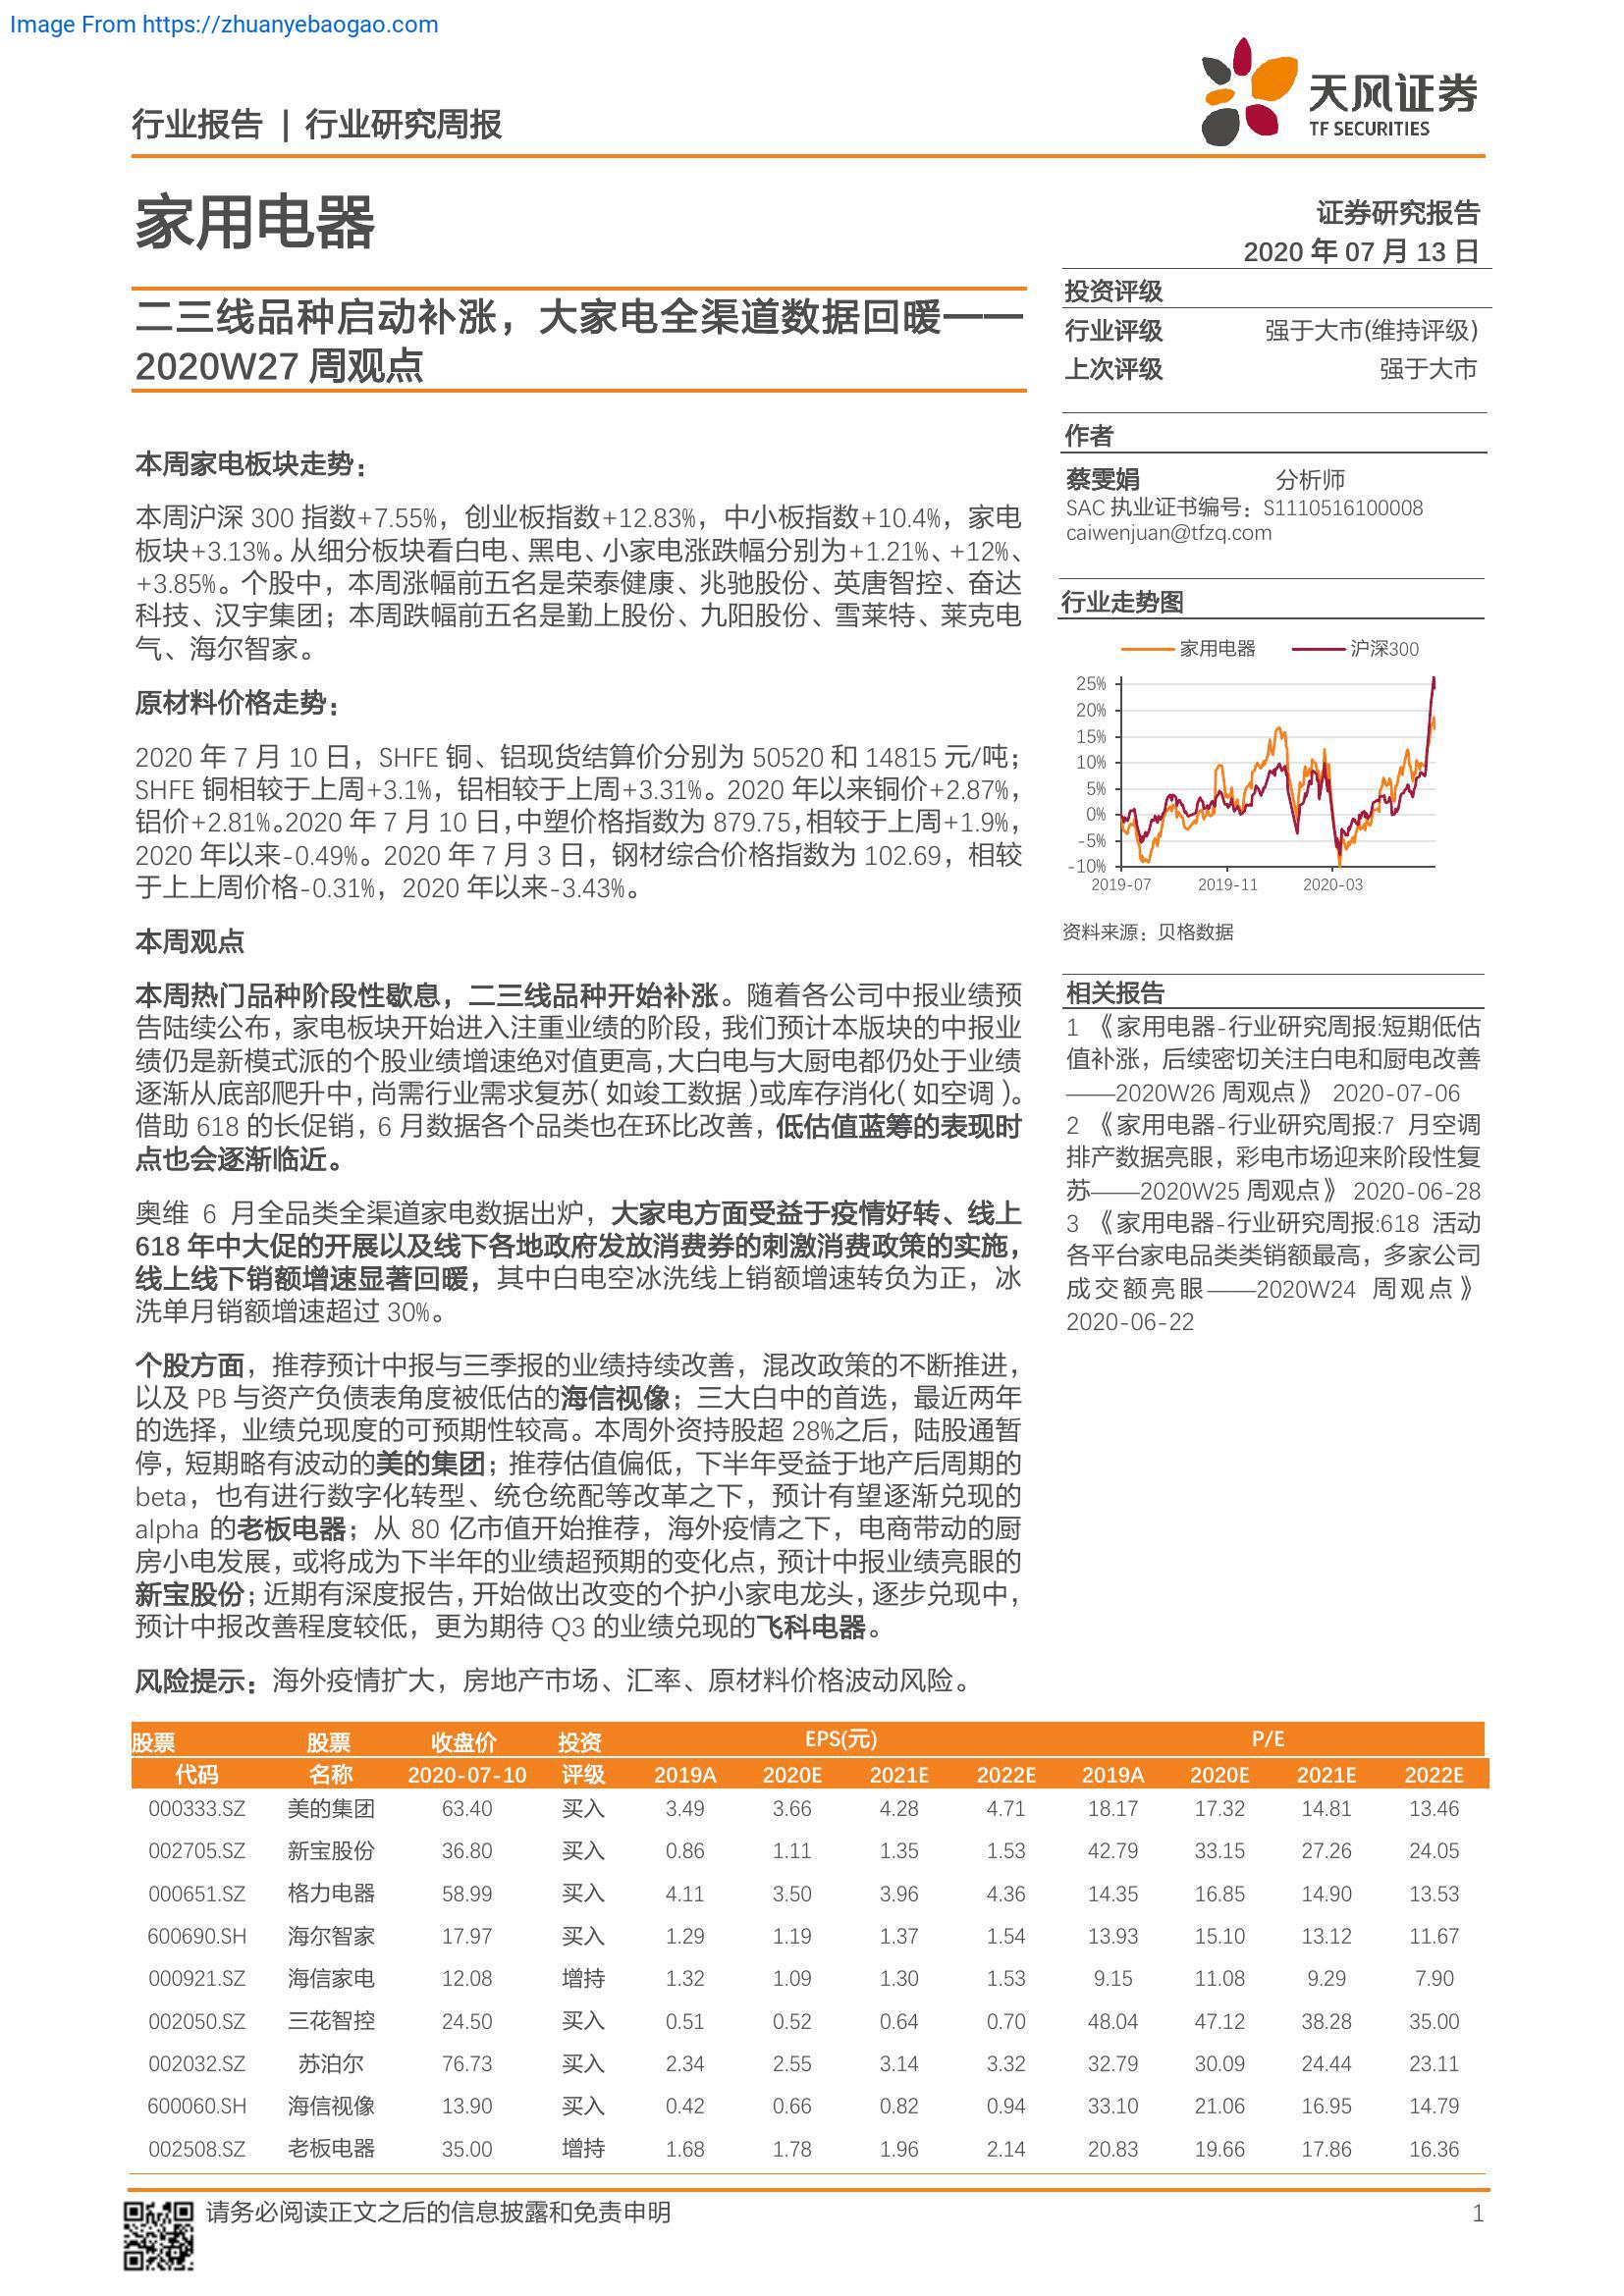 Image From https://zhuanyebaogao.com
行业报告 | 行业研究周报
天风证券
TF SECURITIES
家用电器
证券研究报告
2020 年 07 月 13 日
二三线品种启动补涨，大家电全渠道数据回暖——
2020W27 周观点
本周家电板块走势：
本周沪深 300 指数+7.55%，创业板指数+12.83%，中小板指数+10.4%，家电
板块+3.13%。从细分板块看白电、黑电、小家电涨跌幅分别为+1.21%、+12%、
+3.85%。个股中，本周涨幅前五名是荣泰健康、兆驰股份、英唐智控、奋达
科技、汉宇集团；本周跌幅前五名是勤上股份、九阳股份、雪莱特、莱克电
气、海尔智家。
原材料价格走势：
2020 年 7 月 10 日，SHFE 铜、铝现货结算价分别为 50520 和 14815 元/吨；
SHFE 铜相较于上周+3.1%，铝相较于上周+3.31%。2020 年以来铜价+2.87%，
铝价+2.81%。2020 年 7 月 10 日，中塑价格指数为 879.75，相较于上周+1.9%，
2020 年以来-0.49%。2020 年 7 月 3 日，钢材综合价格指数为 102.69，相较
于上上周价格-0.31%，2020 年以来-3.43%。
本周观点
本周热门品种阶段性歇息，二三线品种开始补涨。随着各公司中报业绩预
告陆续公布，家电板块开始进入注重业绩的阶段，我们预计本版块的中报业
绩仍是新模式派的个股业绩增速绝对值更高，大白电与大厨电都仍处于业绩
逐渐从底部爬升中，尚需行业需求复苏（如竣工数据）或库存消化（如空调）。
借助 618 的长促销，6 月数据各个品类也在环比改善，低估值蓝筹的表现时
点也会逐渐临近。
奥维 6 月全品类全渠道家电数据出炉，大家电方面受益于疫情好转、线上
618 年中大促的开展以及线下各地政府发放消费券的刺激消费政策的实施，
线上线下销额增速显著回暖，其中白电空冰洗线上销额增速转负为正，冰
洗单月销额增速超过 30%。
个股方面，推荐预计中报与三季报的业绩持续改善，混改政策的不断推进，
以及 PB 与资产负债表角度被低估的海信视像；三大白中的首选，最近两年
的选择，业绩兑现度的可预期性较高。本周外资持股超 28%之后，陆股通暂
停，短期略有波动的美的集团；推荐估值偏低，下半年受益于地产后周期的
beta，也有进行数字化转型、统仓统配等改革之下，预计有望逐渐兑现的
alpha 的老板电器；从 80 亿市值开始推荐，海外疫情之下，电商带动的厨
房小电发展，或将成为下半年的业绩超预期的变化点，预计中报业绩亮眼的
新宝股份；近期有深度报告，开始做出改变的个护小家电龙头，逐步兑现中，
预计中报改善程度较低，更为期待 Q3 的业绩兑现的飞科电器。
风险提示：海外疫情扩大，房地产市场、汇率、原材料价格波动风险。
投资评级
行业评级 强于大市(维持评级)
上次评级 强于大市
作者
蔡雯娟 分析师
SAC 执业证书编号：S1110516100008
caiwenjuan@tfzq.com
行业走势图
家用电器 沪深300
25%
20%
15%
10%
5%
0%
-5%
-10%
2019-07 2019-11 2020-03
资料来源：贝格数据
相关报告
1 《家用电器-行业研究周报:短期低估
值补涨，后续密切关注白电和厨电改善
——2020W26 周观点》 2020-07-06
2 《家用电器-行业研究周报:7 月空调
排产数据亮眼，彩电市场迎来阶段性复
苏——2020W25 周观点》 2020-06-28
3 《家用电器-行业研究周报:618 活动
各平台家电品类类销额最高，多家公司
成交额亮眼——2020W24 周观点》
2020-06-22
股票 股票 收盘价 投资 EPS(元) P/E
代码 名称 2020-07-10 评级 2019A 2020E 2021E 2022E 2019A 2020E 2021E 2022E
000333.SZ 美的集团 63.40 买入 3.49 3.66 4.28 4.71 18.17 17.32 14.81 13.46
002705.SZ 新宝股份 36.80 买入 0.86 1.11 1.35 1.53 42.79 33.15 27.26 24.05
000651.SZ 格力电器 58.99 买入 4.11 3.50 3.96 4.36 14.35 16.85 14.90 13.53
600690.SH 海尔智家 17.97 买入 1.29 1.19 1.37 1.54 13.93 15.10 13.12 11.67
000921.SZ 海信家电 12.08 增持 1.32 1.09 1.30 1.53 9.15 11.08 9.29 7.90
002050.SZ 三花智控 24.50 买入 0.51 0.52 0.64 0.70 48.04 47.12 38.28 35.00
002032.SZ 苏泊尔 76.73 买入 2.34 2.55 3.14 3.32 32.79 30.09 24.44 23.11
600060.SH 海信视像 13.90 买入 0.42 0.66 0.82 0.94 33.10 21.06 16.95 14.79
002508.SZ 老板电器 35.00 增持 1.68 1.78 1.96 2.14 20.83 19.66 17.86 16.36
请务必阅读正文之后的信息披露和免责申明 1